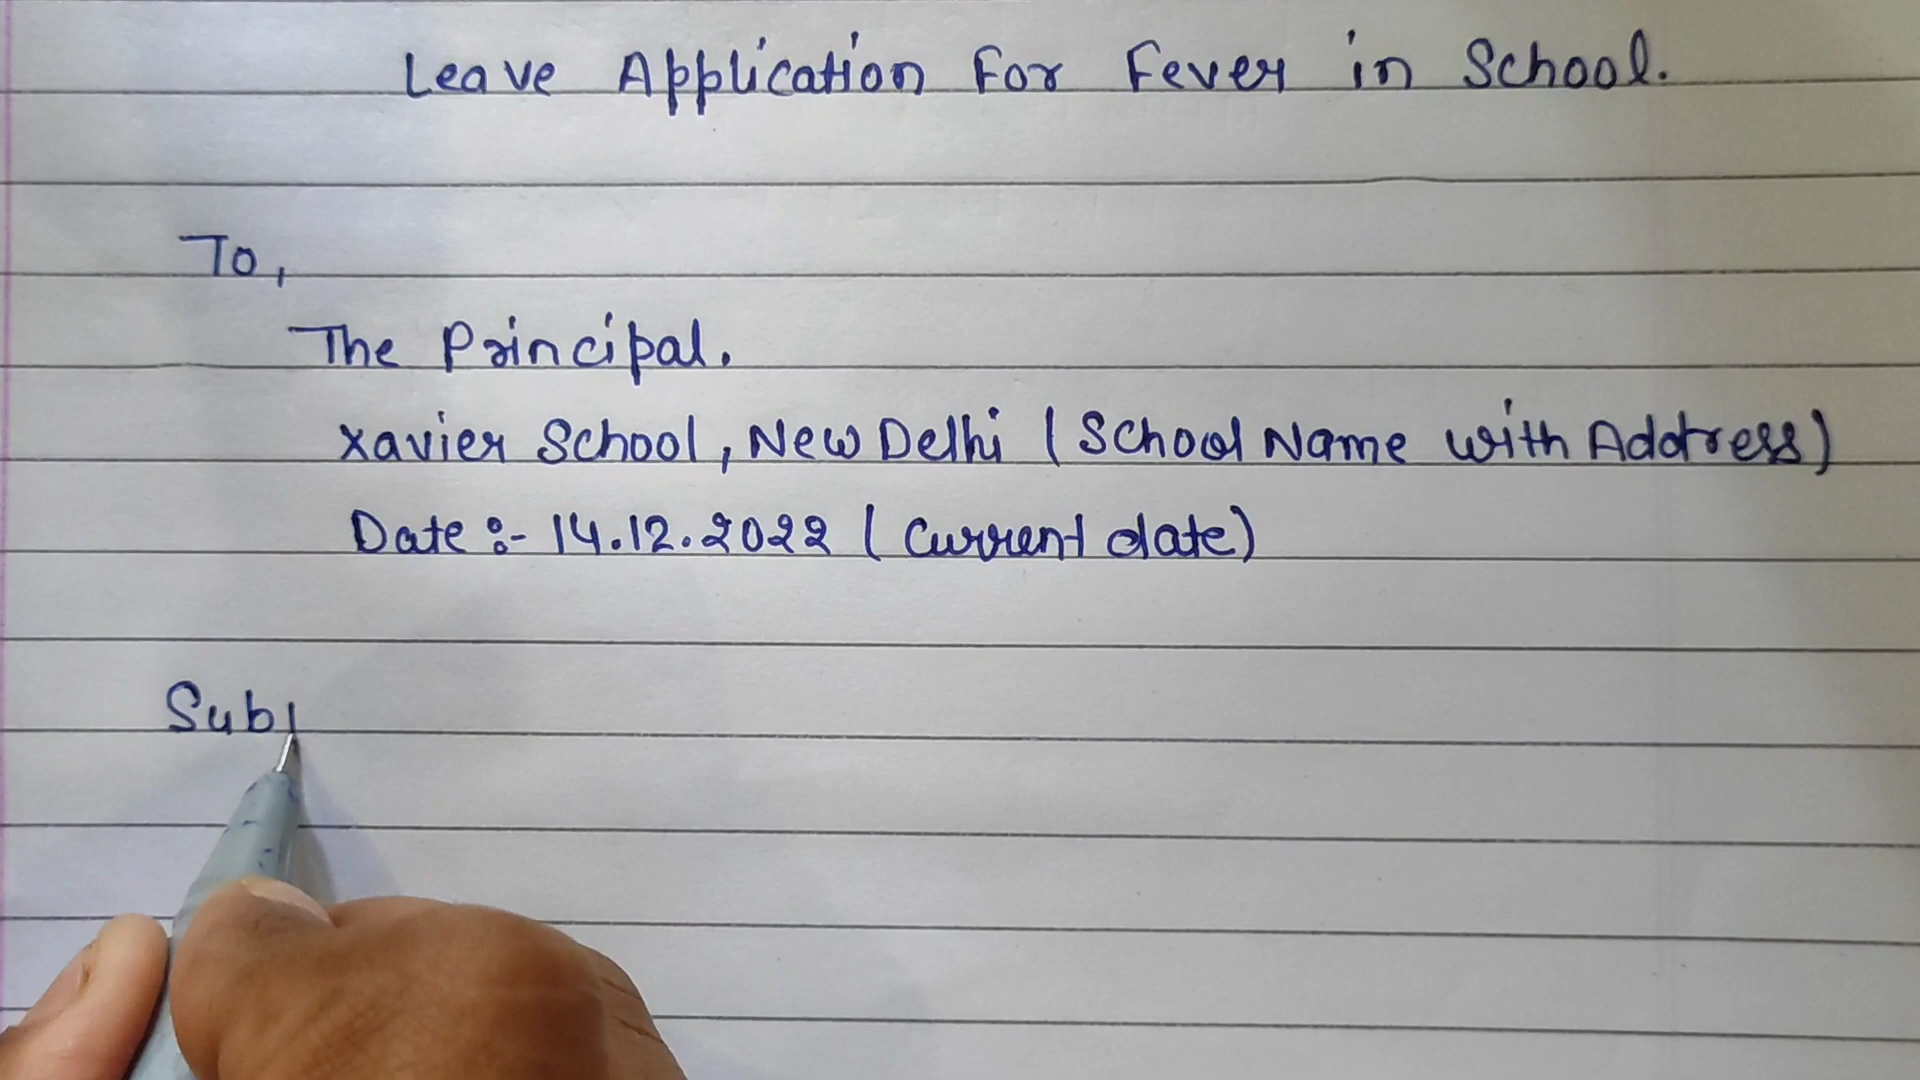 Leave Application For Fever in School.
To,
The Principal.
Xavier School, New Delhi (School Name with Address)
Date :- 14.12.2022 (Current date)
Sub